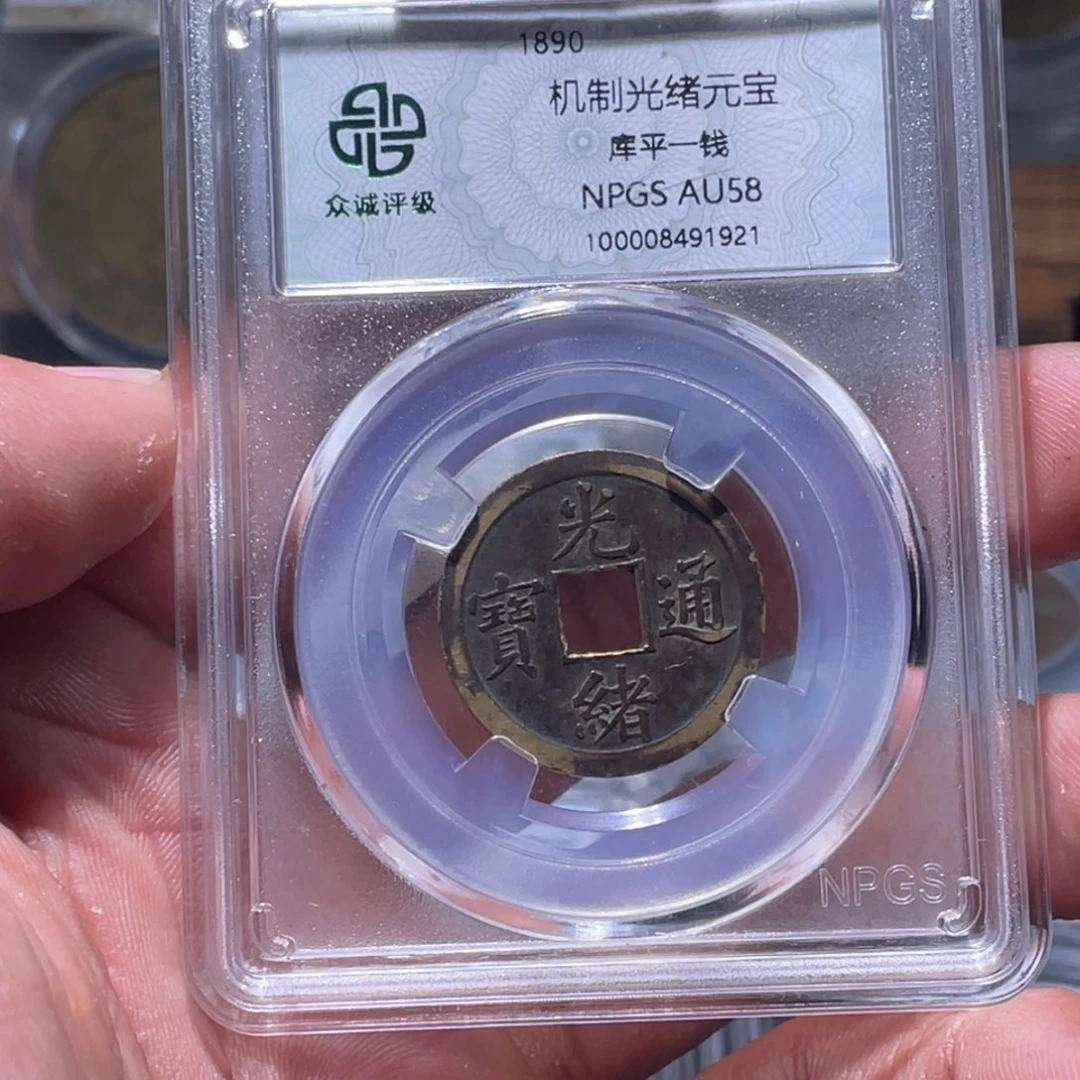 1890
机制光绪元宝
库平一钱
NPGS AU58
100008491921
众诚评级
光
寶 通
緒
NPGS